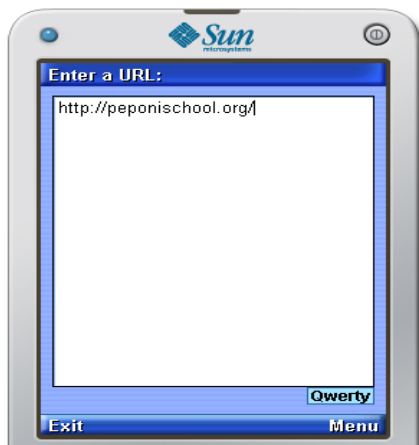 Sun
microsystems
Enter a URL:
http://peponischool.org/
Qwerty
Exit Menu